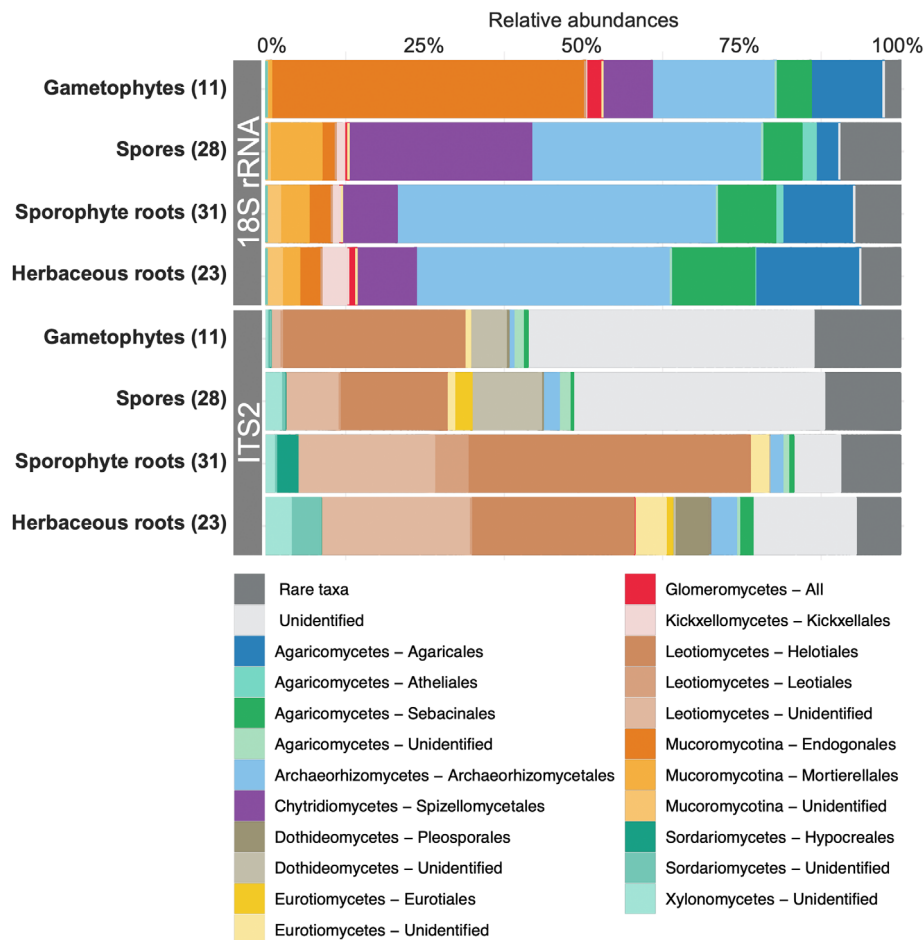 Relative abundances
0% 25% 50% 75% 100%
18S rRNA
Gametophytes (11)
Spores (28)
Sporophyte roots (31)
Herbaceous roots (23)
ITS2
Gametophytes (11)
Spores (28)
Sporophyte roots (31)
Herbaceous roots (23)
Rare taxa
Unidentified
Agaricomycetes – Agaricales
Agaricomycetes – Atheliales
Agaricomycetes – Sebacinales
Agaricomycetes – Unidentified
Archaeorhizomycetes – Archaeorhizomycetales
Chytridiomycetes – Spizellomycetales
Dothideomycetes – Pleosporales
Dothideomycetes – Unidentified
Eurotiomycetes – Eurotiales
Eurotiomycetes – Unidentified
Glomeromycetes – All
Kickxellomycetes – Kickxellales
Leotiomycetes – Helotiales
Leotiomycetes – Leotiales
Leotiomycetes – Unidentified
Mucoromycotina – Endogonales
Mucoromycotina – Mortierellales
Mucoromycotina – Unidentified
Sordariomycetes – Hypocreales
Sordariomycetes – Unidentified
Xylonomycetes – Unidentified